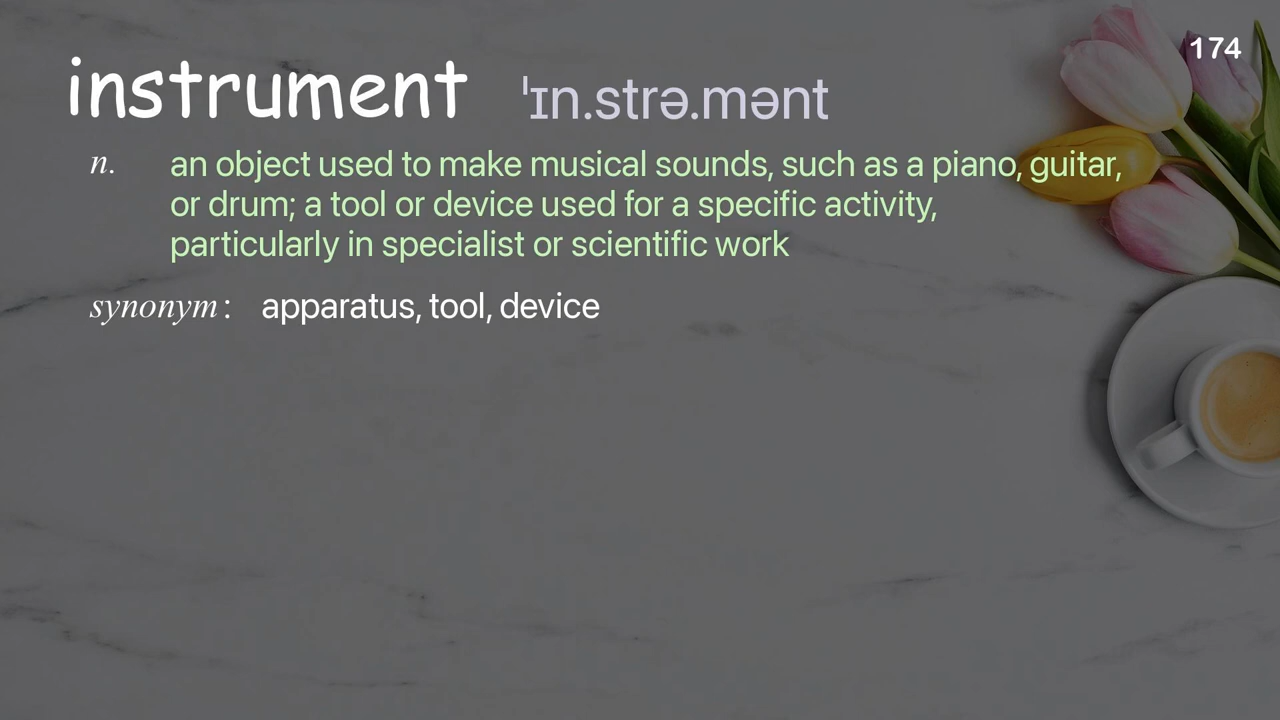 174
instrument ˈɪn.strə.mənt
n. an object used to make musical sounds, such as a piano, guitar,
or drum; a tool or device used for a specific activity,
particularly in specialist or scientific work
synonym: apparatus, tool, device